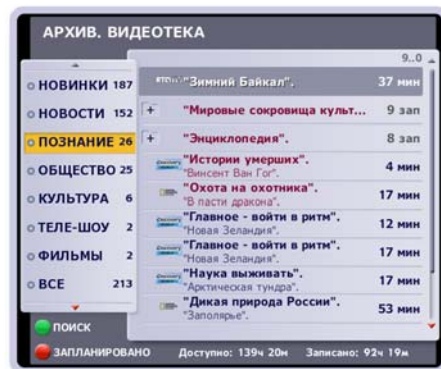 АРХИВ. ВИДЕОТЕКА
9..0
НОВИНКИ 187
НОВОСТИ 152
ПОЗНАНИЕ 26
ОБЩЕСТВО 25
КУЛЬТУРА 6
ТЕЛЕ-ШОУ 2
ФИЛЬМЫ 2
ВСЕ 213
"Зимний Байкал". 37 мин
+ "Мировые сокровища культ... 9 зап
+ "Энциклопедия". 8 зап
"Истории умерших". 4 мин
"Винсент Ван Гог".
"Охота на охотника". 17 мин
"В пасти дракона".
"Главное - войти в ритм". 12 мин
"Новая Зеландия".
"Главное - войти в ритм". 17 мин
"Новая Зеландия".
"Наука выживать". 17 мин
"Арктическая тундра".
"Дикая природа России". 53 мин
"Заполярье".
ПОИСК
ЗАПЛАНИРОВАНО Доступно: 139ч 20м Записано: 92ч 19м